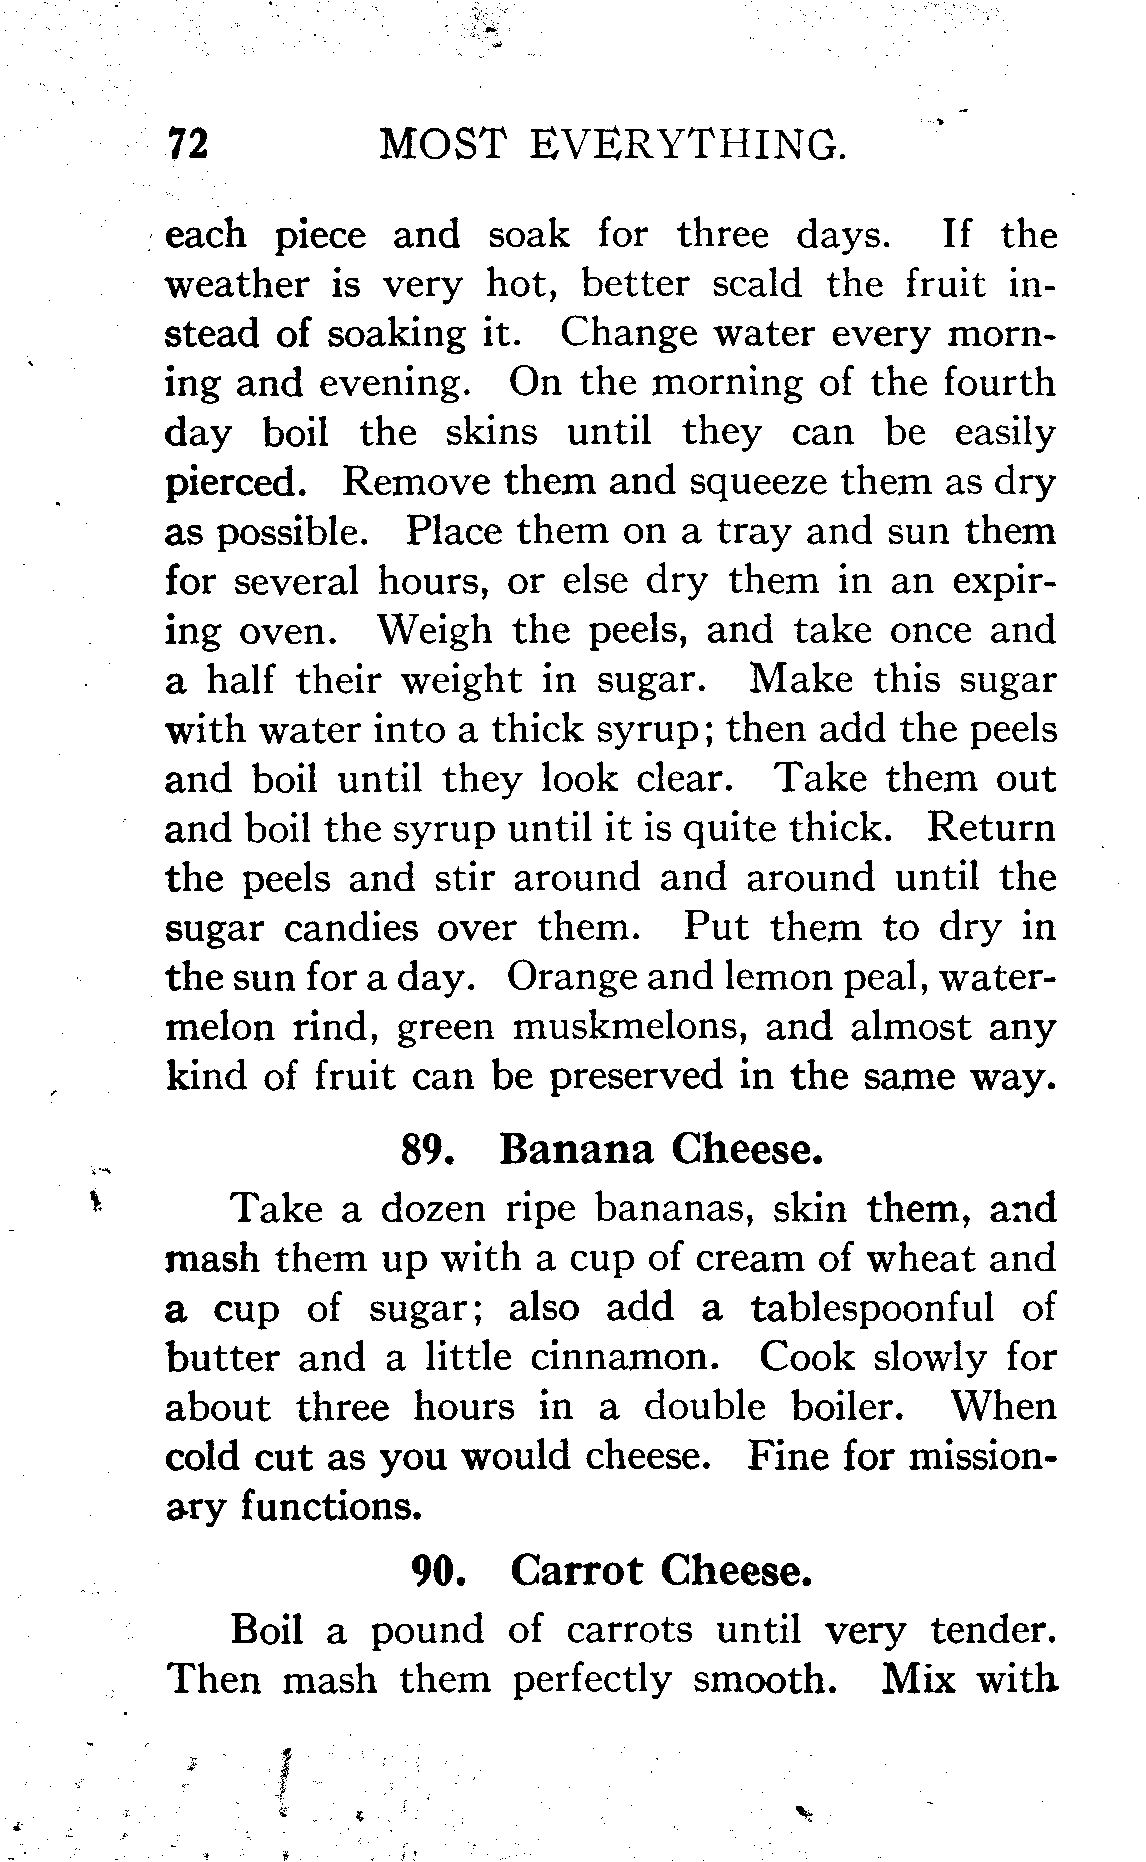 72 MOST EVERYTHING.
each piece and soak for three days. If the
weather is very hot, better scald the fruit in-
stead of soaking it. Change water every morn-
ing and evening. On the morning of the fourth
day boil the skins until they can be easily
pierced. Remove them and squeeze them as dry
as possible. Place them on a tray and sun them
for several hours, or else dry them in an expir-
ing oven. Weigh the peels, and take once and
a half their weight in sugar. Make this sugar
with water into a thick syrup; then add the peels
and boil until they look clear. Take them out
and boil the syrup until it is quite thick. Return
the peels and stir around and around until the
sugar candies over them. Put them to dry in
the sun for a day. Orange and lemon peal, water-
melon rind, green muskmelons, and almost any
kind of fruit can be preserved in the same way.
89. Banana Cheese.
Take a dozen ripe bananas, skin them, and
mash them up with a cup of cream of wheat and
a cup of sugar; also add a tablespoonful of
butter and a little cinnamon. Cook slowly for
about three hours in a double boiler. When
cold cut as you would cheese. Fine for mission-
ary functions.
90. Carrot Cheese.
Boil a pound of carrots until very tender.
Then mash them perfectly smooth. Mix with